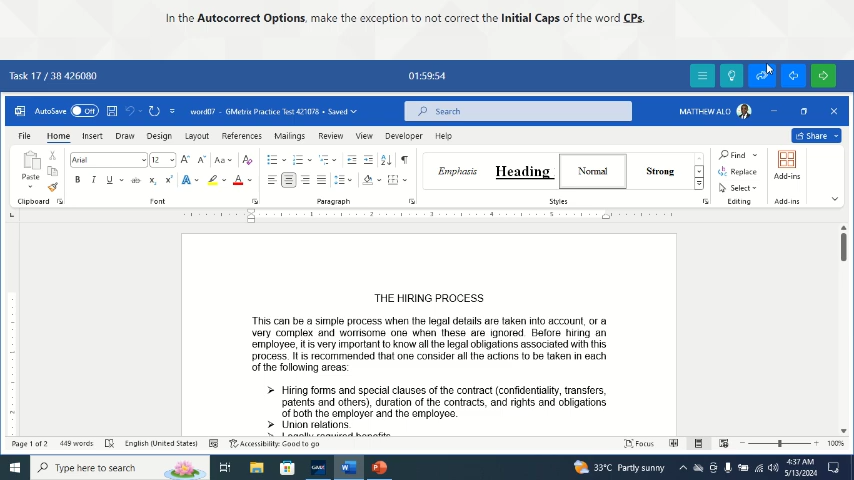 In the Autocorrect Options, make the exception to not correct the Initial Caps of the word CPs.
Task 17 / 38 426080
01:59:54
AutoSave Off
word07 - GMetrix Practice Test 421078 • Saved
Search
MATTHEW ALO
File Home Insert Draw Design Layout References Mailings Review View Developer Help
Share
Paste
Arial 12
Emphasis Heading Normal Strong
Find
Replace
Select
Add-ins
Clipboard Font Paragraph Styles Editing Add-ins
THE HIRING PROCESS
This can be a simple process when the legal details are taken into account, or a
very complex and worrisome one when these are ignored. Before hiring an
employee, it is very important to know all the legal obligations associated with this
process. It is recommended that one consider all the actions to be taken in each
of the following areas:
➢ Hiring forms and special clauses of the contract (confidentiality, transfers,
patents and others), duration of the contracts, and rights and obligations
of both the employer and the employee.
➢ Union relations.
➢ Legally required benefits
Page 1 of 2 449 words English (United States) Accessibility: Good to go Focus 100%
Type here to search
33°C Partly sunny
4:37 AM
5/13/2024